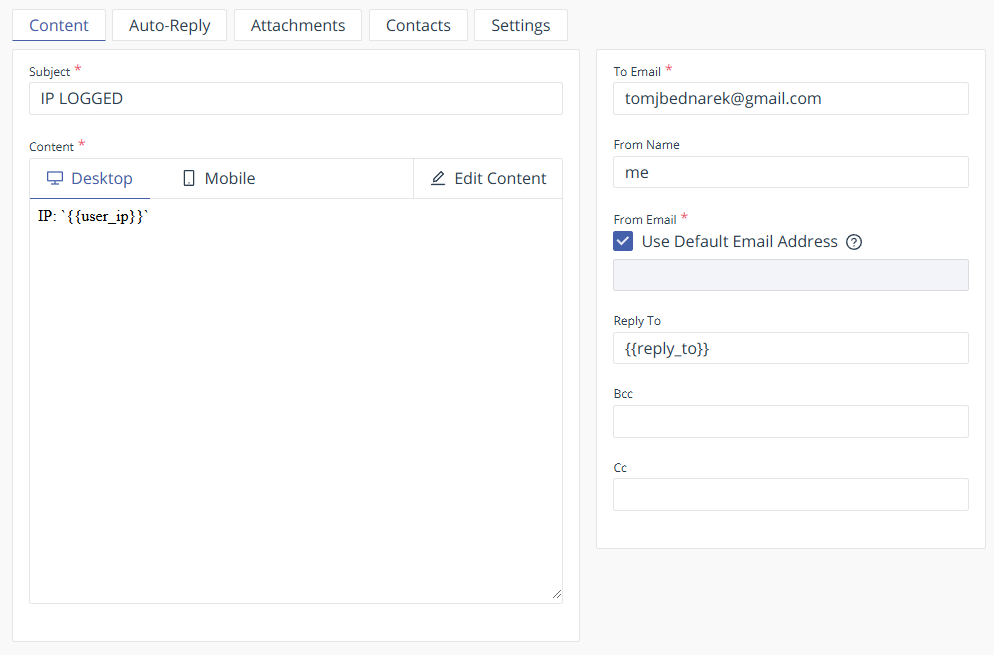 Content Auto-Reply Attachments Contacts Settings
Subject *
IP LOGGED
Content *
Desktop Mobile Edit Content
IP: `{{user_ip}}`
To Email *
tomjbednarek@gmail.com
From Name
me
From Email *
Use Default Email Address ?
Reply To
{{reply_to}}
Bcc
Cc